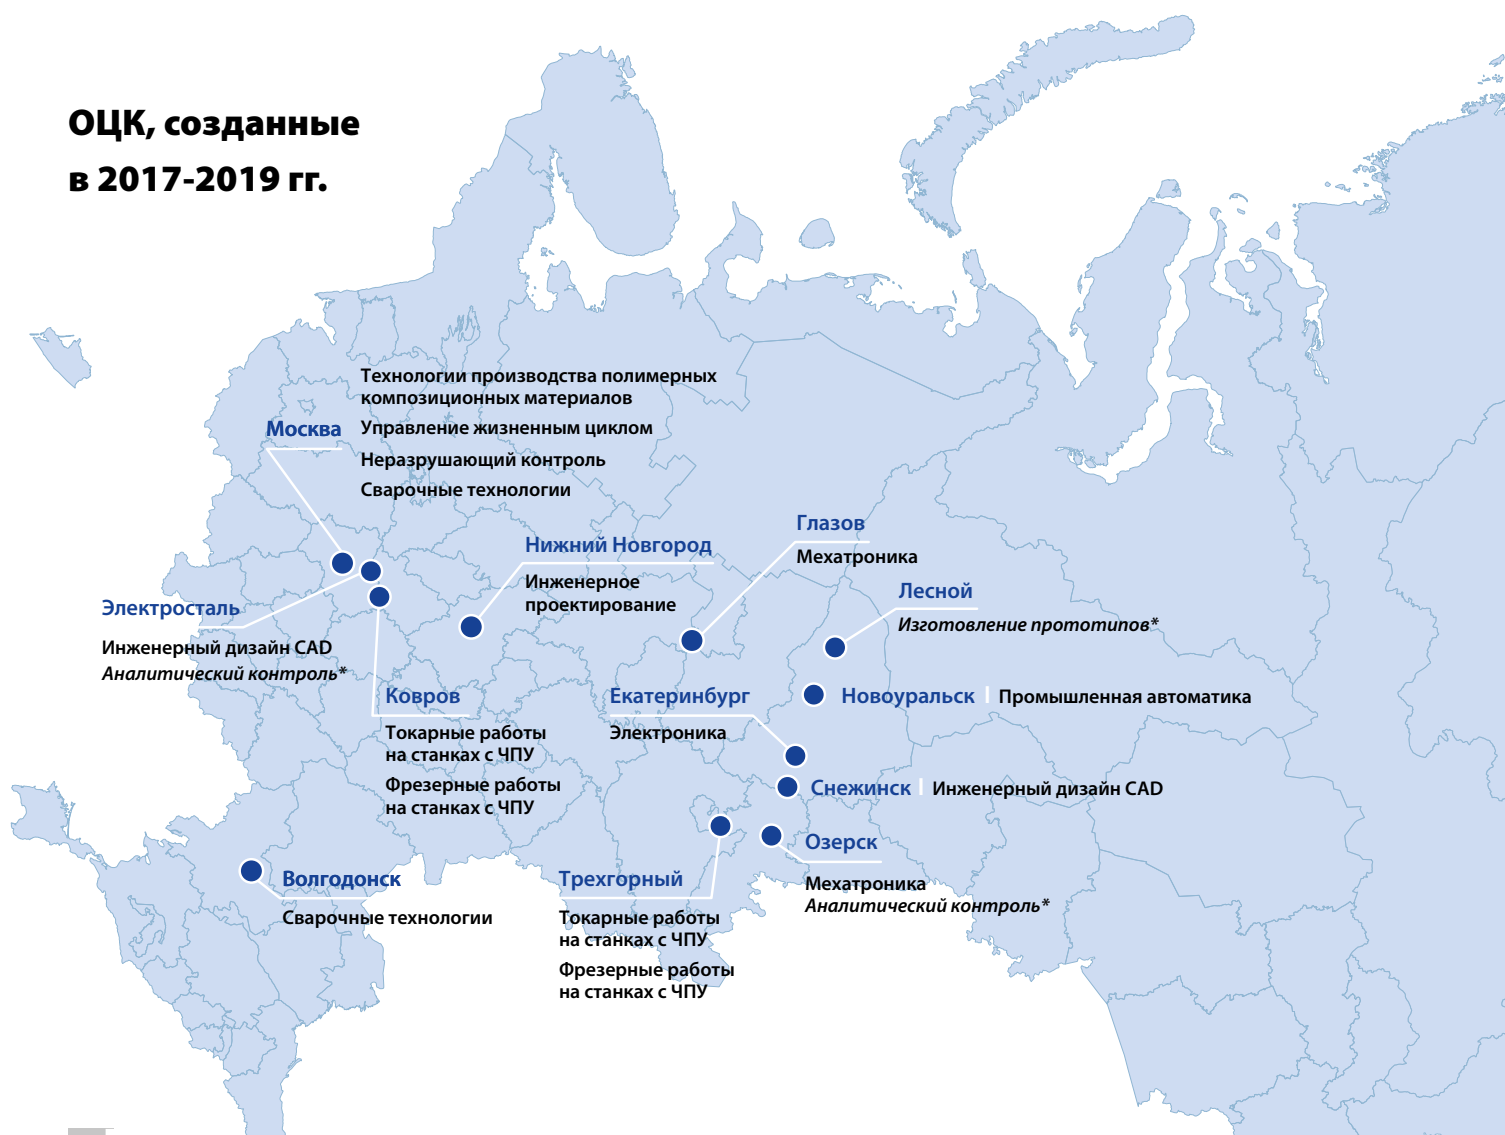 ОЦК, созданные
в 2017-2019 гг.
Москва
Технологии производства полимерных
композиционных материалов
Управление жизненным циклом
Неразрушающий контроль
Сварочные технологии
Нижний Новгород
Инженерное
проектирование
Глазов
Мехатроника
Лесной
Изготовление прототипов*
Электросталь
Инженерный дизайн CAD
Аналитический контроль*
Ковров
Токарные работы
на станках с ЧПУ
Фрезерные работы
на станках с ЧПУ
Екатеринбург
Электроника
Новоуральск | Промышленная автоматика
Снежинск | Инженерный дизайн CAD
Озерск
Мехатроника
Аналитический контроль*
Волгодонск
Сварочные технологии
Трехгорный
Токарные работы
на станках с ЧПУ
Фрезерные работы
на станках с ЧПУ